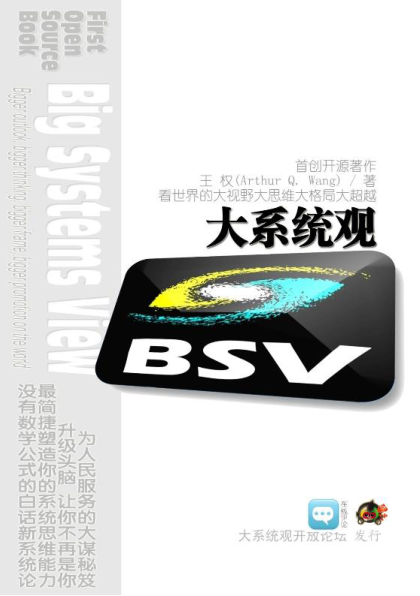 First
Open
Source
Book
Big Systems View
Bigger outlook, bigger thinking, bigger frame, bigger promotion on the world
首创开源著作
王 权(Arthur Q. Wang) / 著
看世界的大视野大思维大格局大超越
大系统观
BSV
为人民服务的大谋秘笈
升级头脑 让你不再是你
最简捷塑造你的系统思维能力
没有数学公式的白话新系统论
大系统观开放论坛 发行